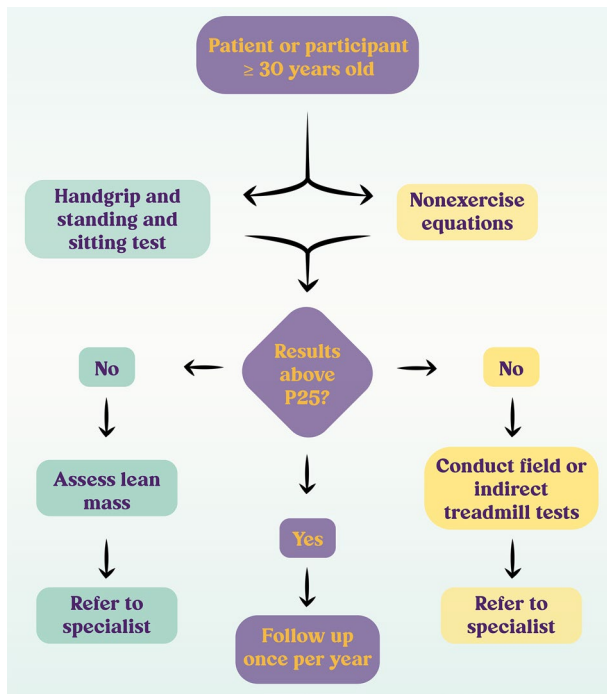 Patient or participant
≥ 30 years old
Handgrip and
standing and
sitting test
Nonexercise
equations
Results
above
P25?
No
No
Assess lean
mass
Conduct field or
indirect
treadmill tests
Yes
Refer to
specialist
Refer to
specialist
Follow up
once per year